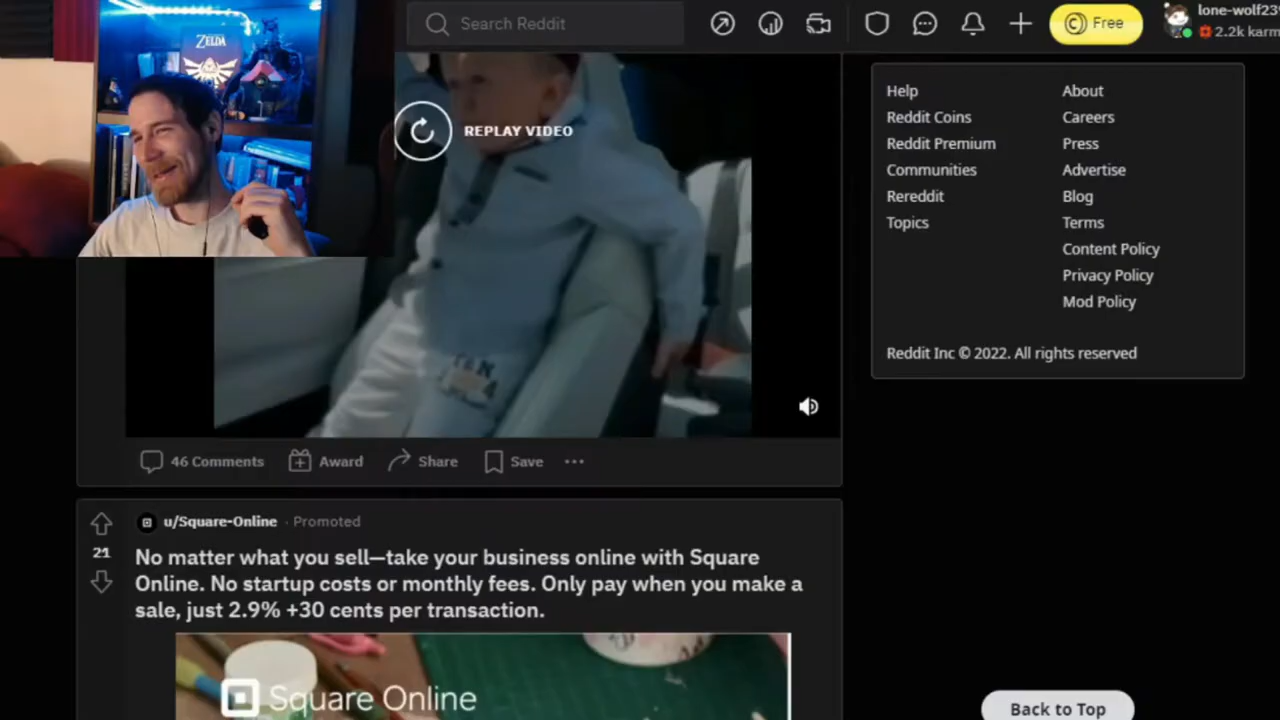 ZELDA
Search Reddit
Free
lone-wolf239
2.2k karm
REPLAY VIDEO
Help
Reddit Coins
Reddit Premium
Communities
Rereddit
Topics
About
Careers
Press
Advertise
Blog
Terms
Content Policy
Privacy Policy
Mod Policy
Reddit Inc © 2022. All rights reserved
46 Comments
Award
Share
Save
u/Square-Online · Promoted
21
No matter what you sell—take your business online with Square
Online. No startup costs or monthly fees. Only pay when you make a
sale, just 2.9% +30 cents per transaction.
Square Online
Back to Top